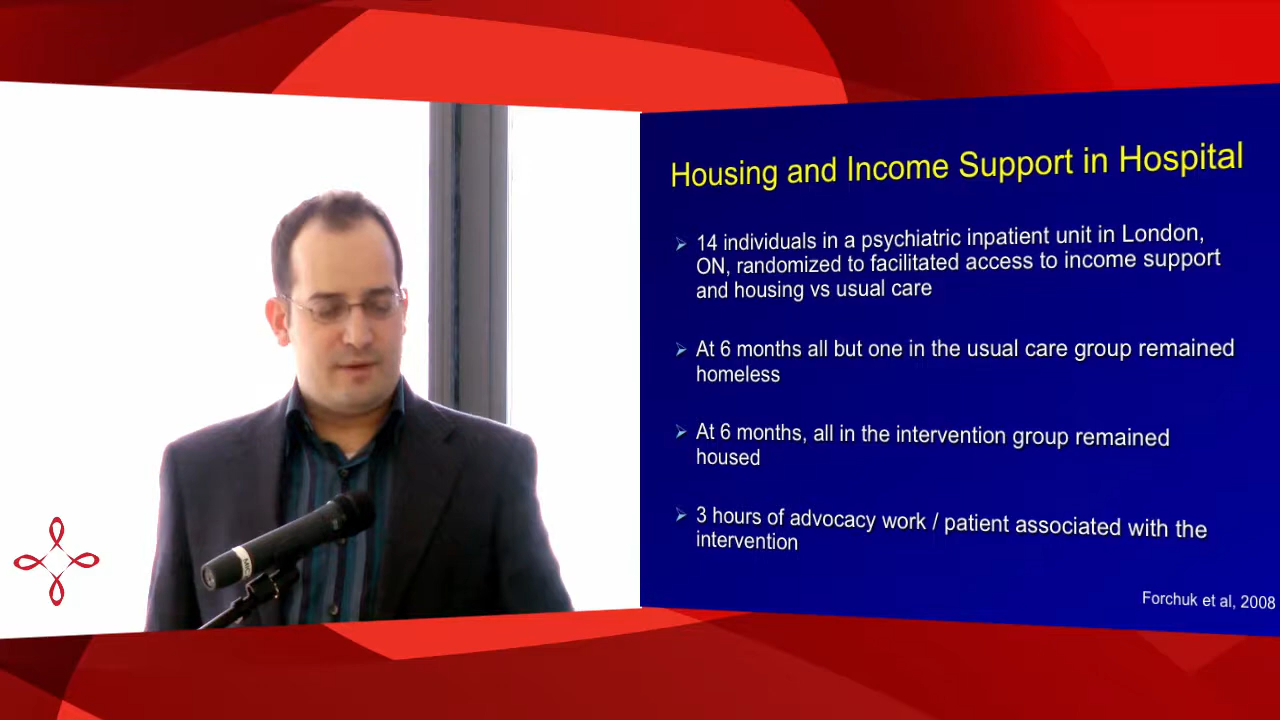 Housing and Income Support in Hospital
14 individuals in a psychiatric inpatient unit in London,
ON, randomized to facilitated access to income support
and housing vs usual care
At 6 months all but one in the usual care group remained
homeless
At 6 months, all in the intervention group remained
housed
3 hours of advocacy work / patient associated with the
intervention
Forchuk et al, 2008